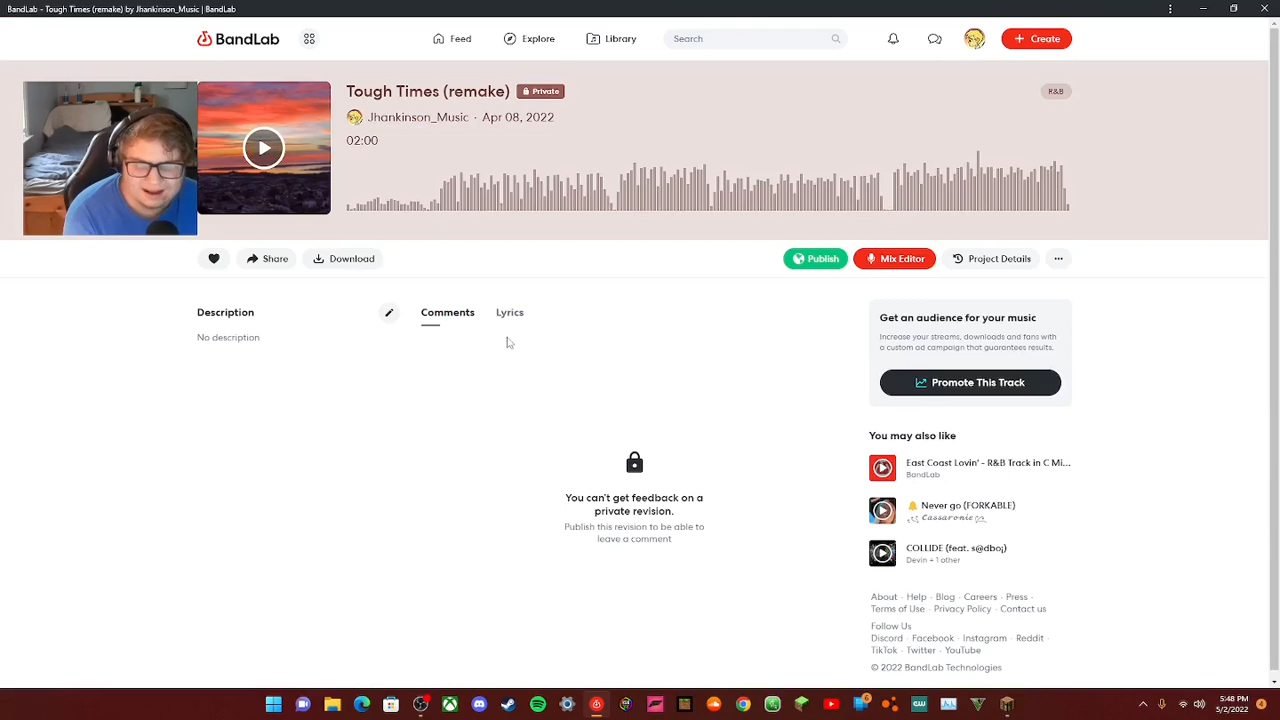 BandLab - Tough Times (remake) by Jhankinson_Music | BandLab
BandLab
Feed
Explore
Library
Search
Create
Tough Times (remake)
Private
R&B
Jhankinson_Music · Apr 08, 2022
02:00
Share
Download
Publish
Mix Editor
Project Details
Description
Comments
Lyrics
No description
You can't get feedback on a
private revision.
Publish this revision to be able to
leave a comment
Get an audience for your music
Increase your streams, downloads and fans with
a custom ad campaign that guarantees results.
Promote This Track
You may also like
East Coast Lovin' - R&B Track in C Mi...
BandLab
🔔 Never go (FORKABLE)
𝓒𝓪𝓼𝓼𝓪𝓻𝓸𝓷𝓲𝓮
COLLIDE (feat. s@dbo¡)
Devin + 1 other
About · Help · Blog · Careers · Press ·
Terms of Use · Privacy Policy · Contact us
Follow Us
Discord · Facebook · Instagram · Reddit ·
TikTok · Twitter · YouTube
© 2022 BandLab Technologies
5:48 PM
5/2/2022